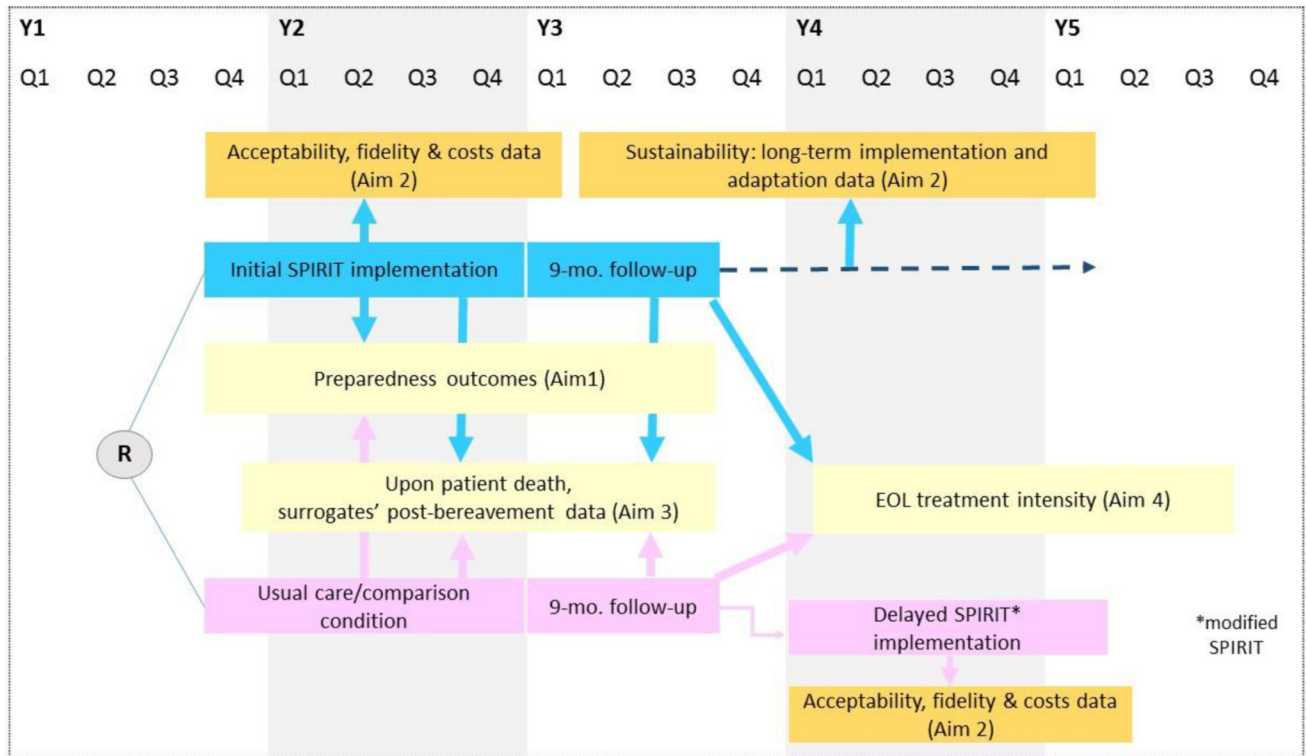 Y1 Y2 Y3 Y4 Y5
Q1 Q2 Q3 Q4 Q1 Q2 Q3 Q4 Q1 Q2 Q3 Q4 Q1 Q2 Q3 Q4 Q1 Q2 Q3 Q4
Acceptability, fidelity & costs data
(Aim 2)
Sustainability: long-term implementation and
adaptation data (Aim 2)
Initial SPIRIT implementation
9-mo. follow-up
Preparedness outcomes (Aim1)
R
Upon patient death,
surrogates' post-bereavement data (Aim 3)
EOL treatment intensity (Aim 4)
Usual care/comparison
condition
9-mo. follow-up
Delayed SPIRIT*
implementation
*modified
SPIRIT
Acceptability, fidelity & costs data
(Aim 2)